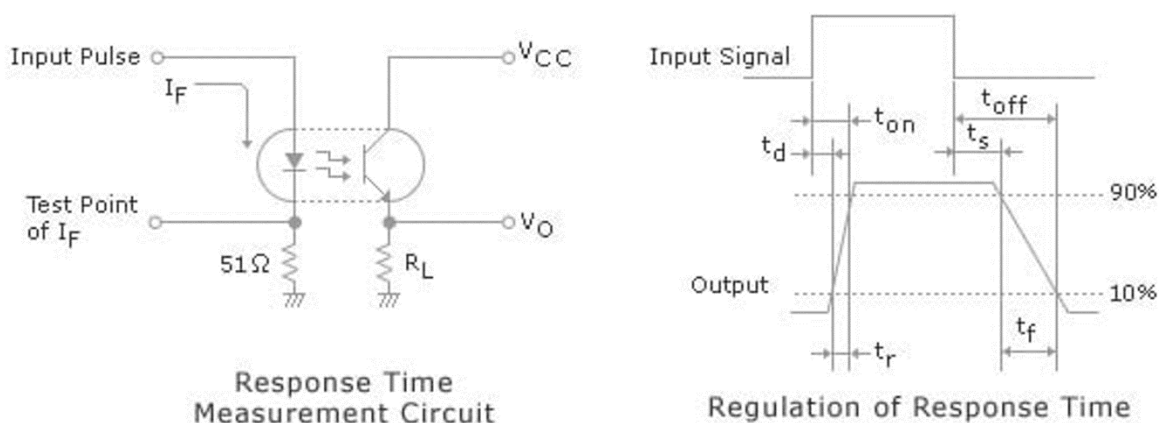 Input Pulse
VCC
IF
Test Point
of IF
VO
51Ω
RL
Response Time
Measurement Circuit
Input Signal
toff
ton
ts
td
90%
Output
10%
tf
tr
Regulation of Response Time